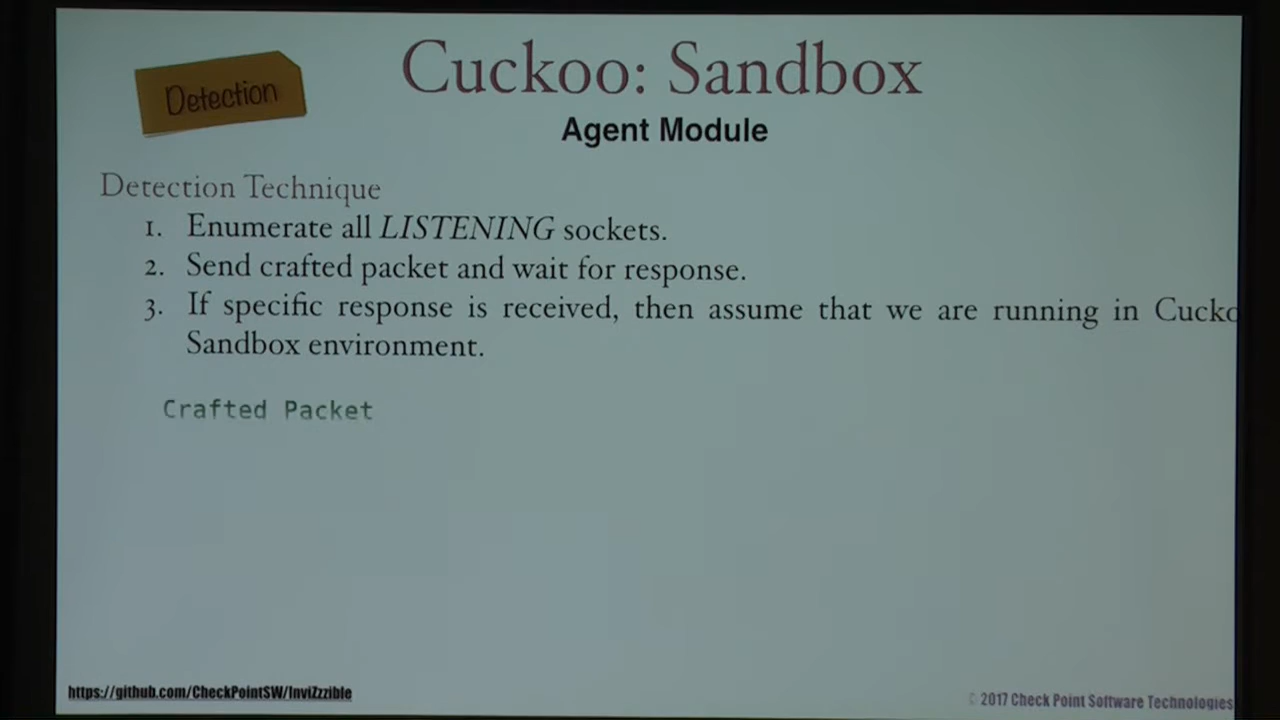 Detection
Cuckoo: Sandbox
Agent Module
Detection Technique
1. Enumerate all LISTENING sockets.
2. Send crafted packet and wait for response.
3. If specific response is received, then assume that we are running in Cucko
Sandbox environment.
Crafted Packet
https://github.com/CheckPointSW/InviZzzible
© 2017 Check Point Software Technologies